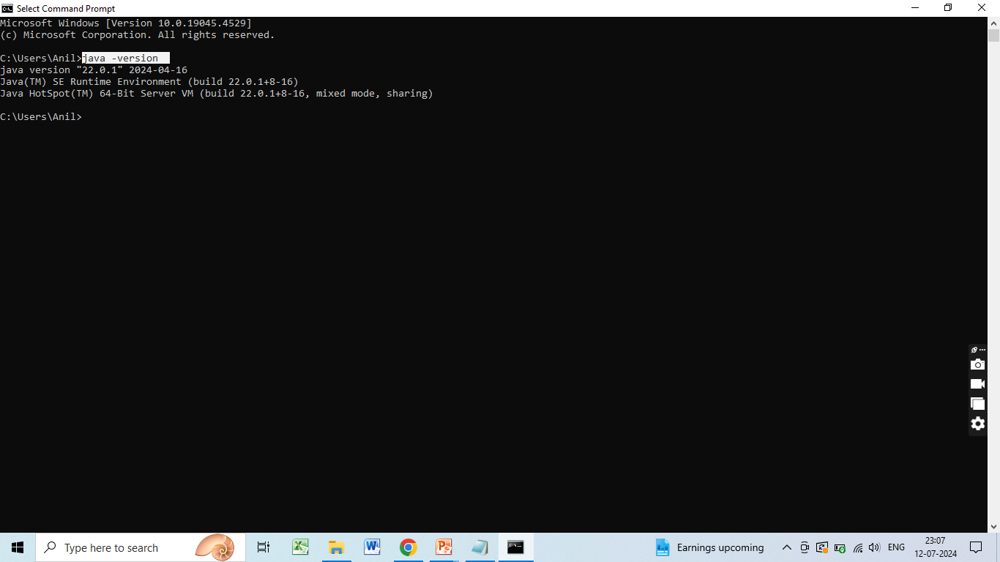 Select Command Prompt
Microsoft Windows [Version 10.0.19045.4529]
(c) Microsoft Corporation. All rights reserved.
C:\Users\Anil>java -version
java version "22.0.1" 2024-04-16
Java(TM) SE Runtime Environment (build 22.0.1+8-16)
Java HotSpot(TM) 64-Bit Server VM (build 22.0.1+8-16, mixed mode, sharing)
C:\Users\Anil>
Type here to search
Earnings upcoming
ENG
23:07
12-07-2024